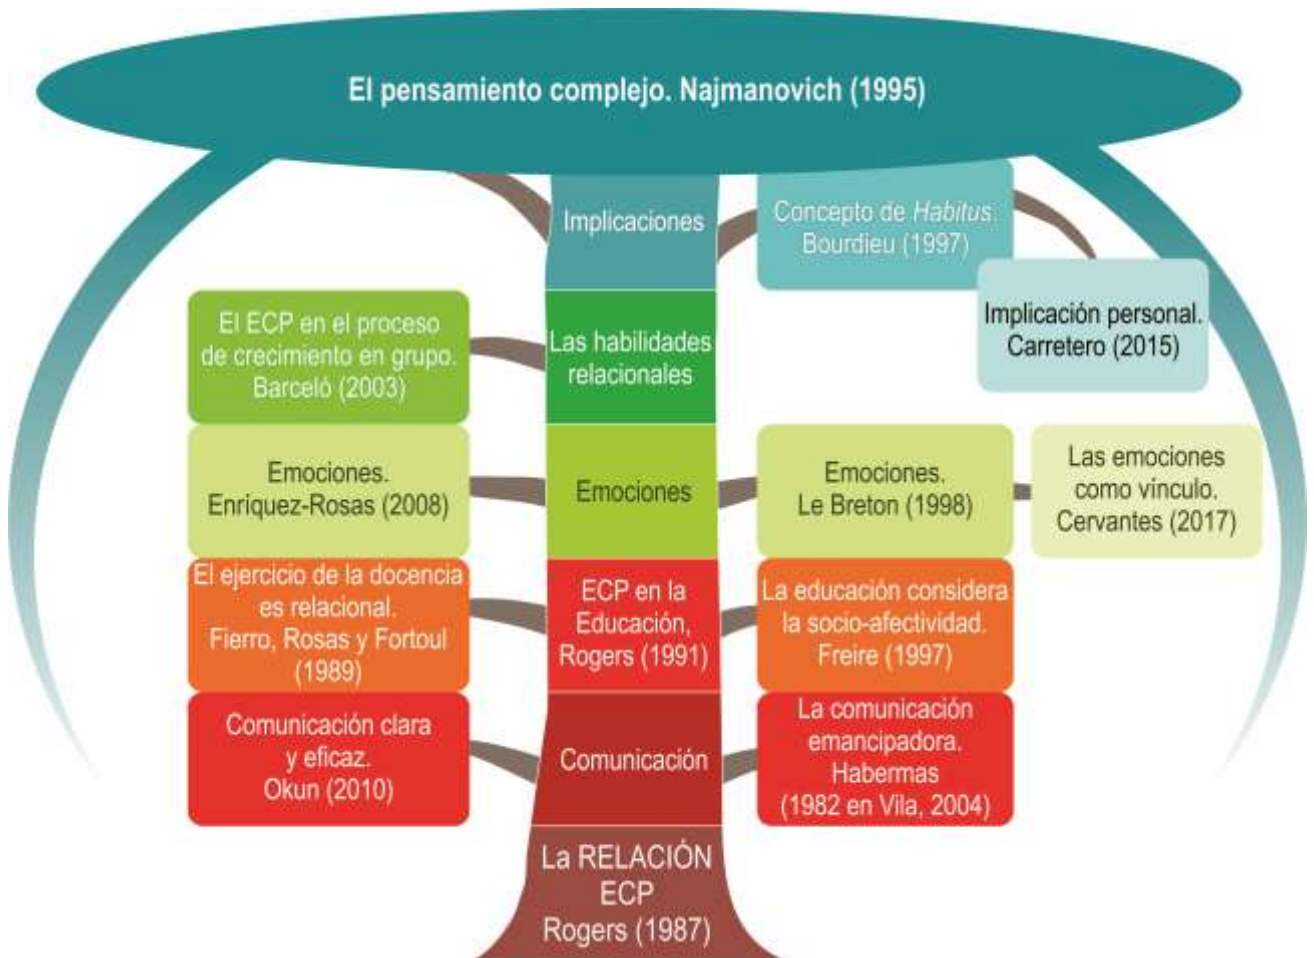 El pensamiento complejo. Najmanovich (1995)
Implicaciones
Concepto de Habitus.
Bourdieu (1997)
Implicación personal.
Carretero (2015)
El ECP en el proceso
de crecimiento en grupo.
Barceló (2003)
Las habilidades
relacionales
Emociones.
Enríquez-Rosas (2008)
Emociones
Emociones.
Le Breton (1998)
Las emociones
como vínculo.
Cervantes (2017)
El ejercicio de la docencia
es relacional.
Fierro, Rosas y Fortoul
(1989)
ECP en la
Educación,
Rogers (1991)
La educación considera
la socio-afectividad.
Freire (1997)
Comunicación clara
y eficaz.
Okun (2010)
Comunicación
La comunicación
emancipadora.
Habermas
(1982 en Vila, 2004)
La RELACIÓN
ECP
Rogers (1987)